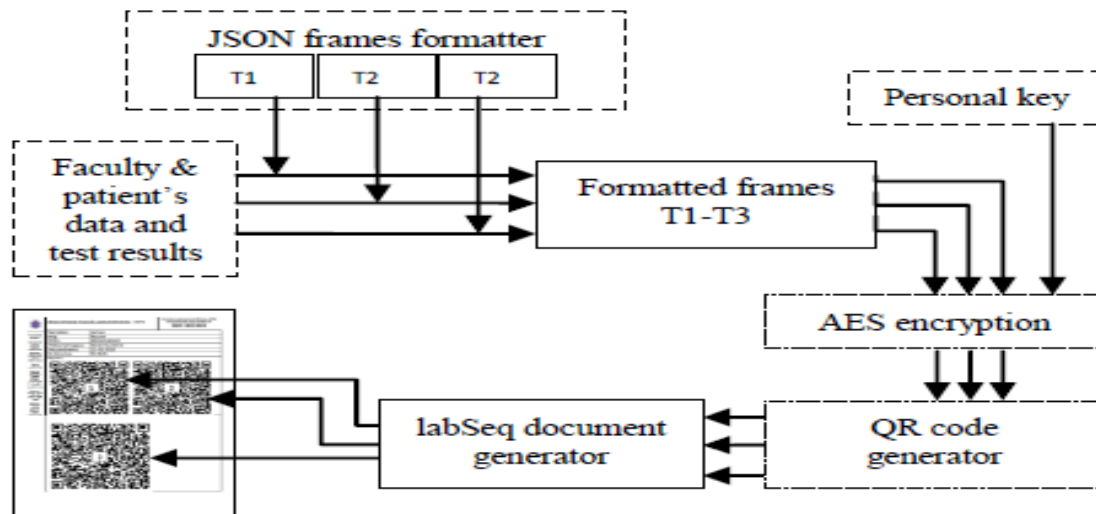 JSON frames formatter
T1
T2
T2
Personal key
Faculty &
patient's
data and
test results
Formatted frames
T1-T3
AES encryption
labSeq document
generator
QR code
generator